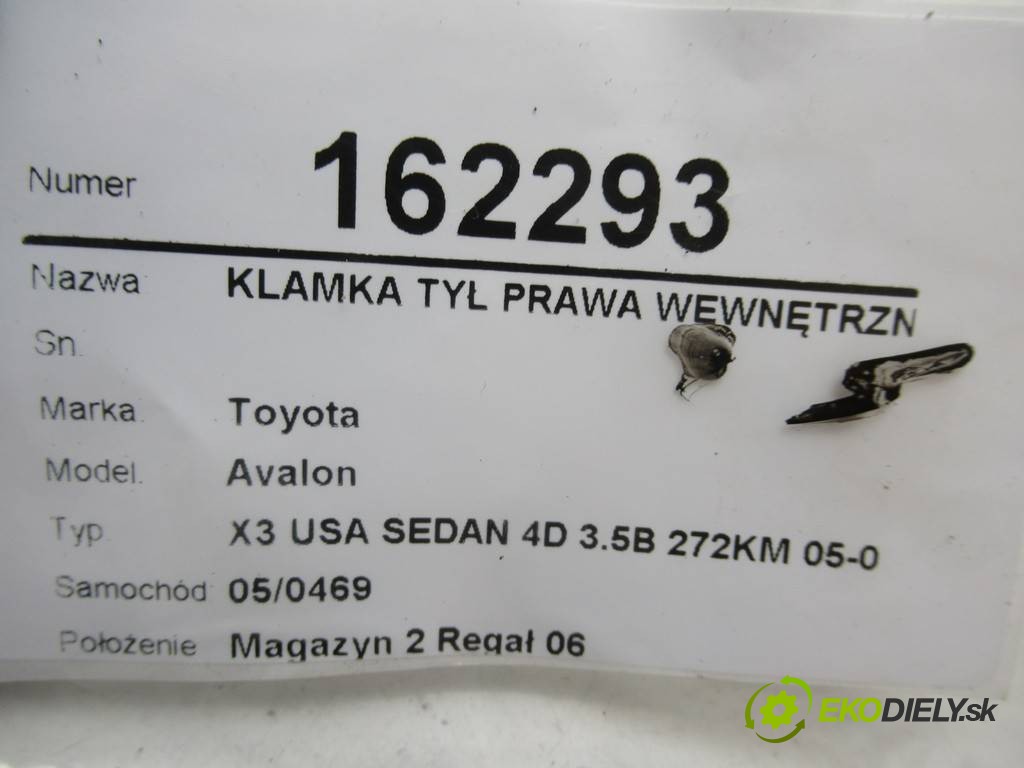 Numer 162293
Nazwa KLAMKA TYŁ PRAWA WEWNĘTRZN
Sn.
Marka Toyota
Model. Avalon
Typ X3 USA SEDAN 4D 3.5B 272KM 05-0
Samochód 05/0469
Położenie Magazyn 2 Regał 06
EKODIELY.sk